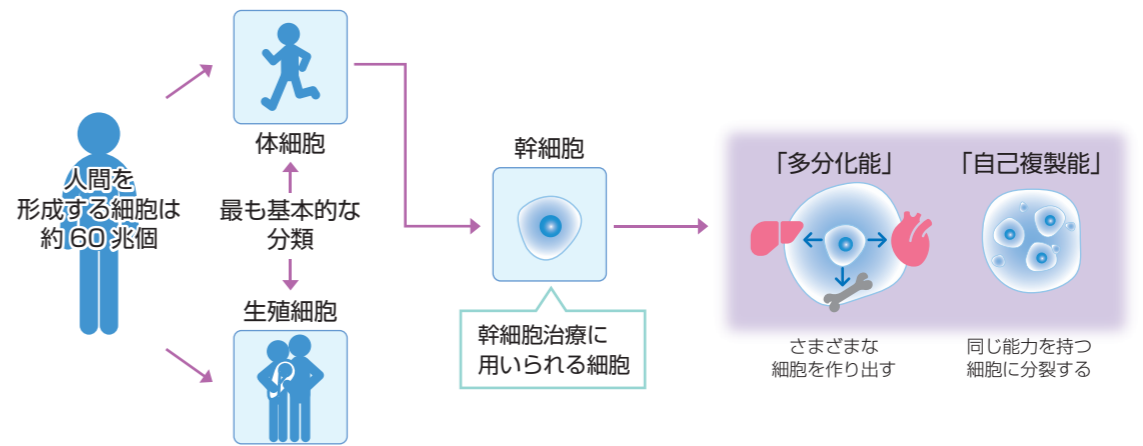 人間を
形成する細胞は
約60兆個
体細胞
最も基本的な
分類
生殖細胞
幹細胞
幹細胞治療に
用いられる細胞
「多分化能」
さまざまな
細胞を作り出す
「自己複製能」
同じ能力を持つ
細胞に分裂する